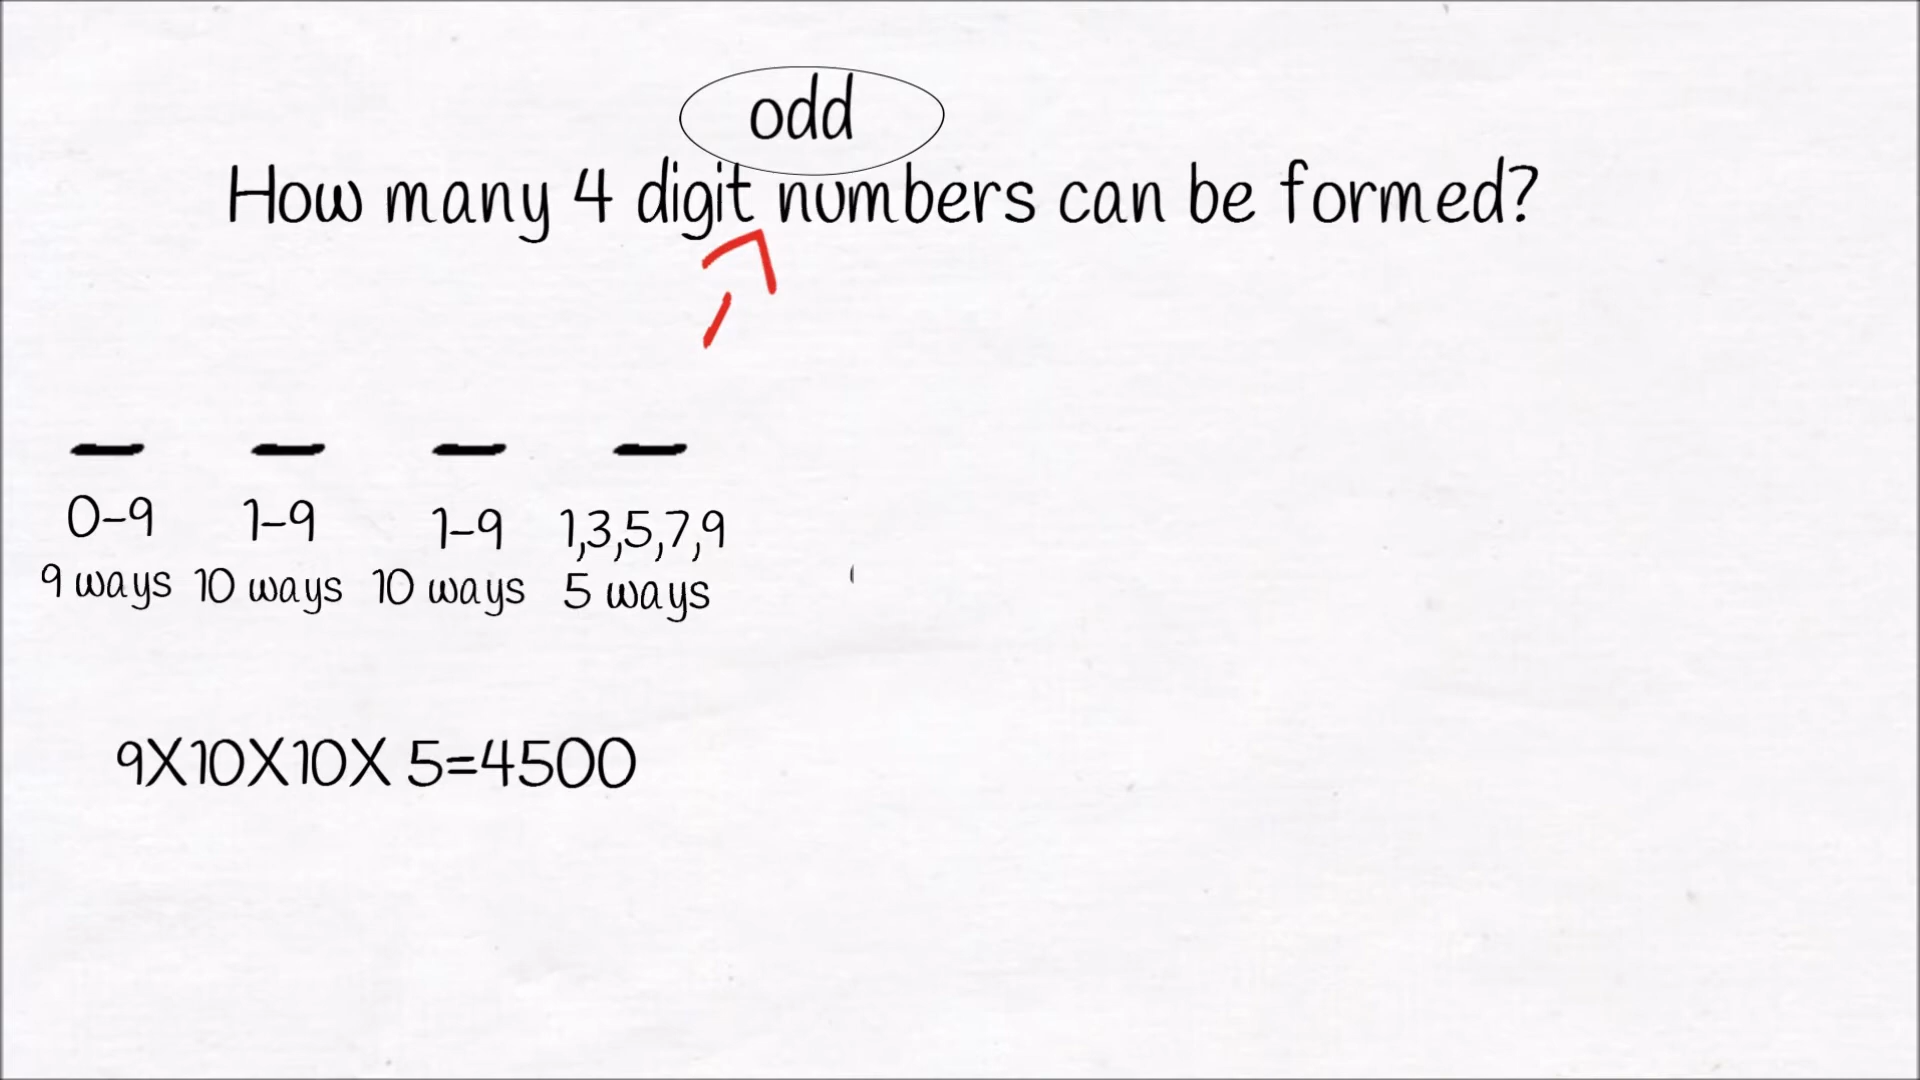 odd
How many 4 digit numbers can be formed?
0-9 1-9 1-9 1,3,5,7,9
9 ways 10 ways 10 ways 5 ways
9X10X10X 5=4500